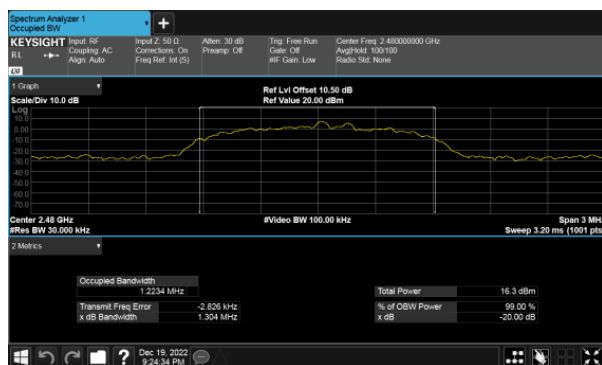 Spectrum Analyzer 1
Occupied BW
KEYSIGHT Input: RF Input Z: 50 Ω Atten: 30 dB Trig: Free Run Center Freq: 2.480000000 GHz
RL Coupling: AC Corrections: On Preamp: Off Gate: Off Avg|Hold: 100/100
Align: Auto Freq Ref: Int (S) #IF Gain: Low Radio Std: None
LXI
1 Graph
Ref Lvl Offset 10.50 dB
Scale/Div 10.0 dB Ref Value 20.00 dBm
Log
10.0
0.00
-10.0
-20.0
-30.0
-40.0
-50.0
-60.0
-70.0
Center 2.48 GHz #Video BW 100.00 kHz Span 3 MHz
#Res BW 30.000 kHz Sweep 3.20 ms (1001 pts
2 Metrics
Occupied Bandwidth
1.2234 MHz Total Power 16.3 dBm
Transmit Freq Error -2.826 kHz % of OBW Power 99.00 %
x dB Bandwidth 1.304 MHz x dB -20.00 dB
Dec 19, 2022
9:24:34 PM